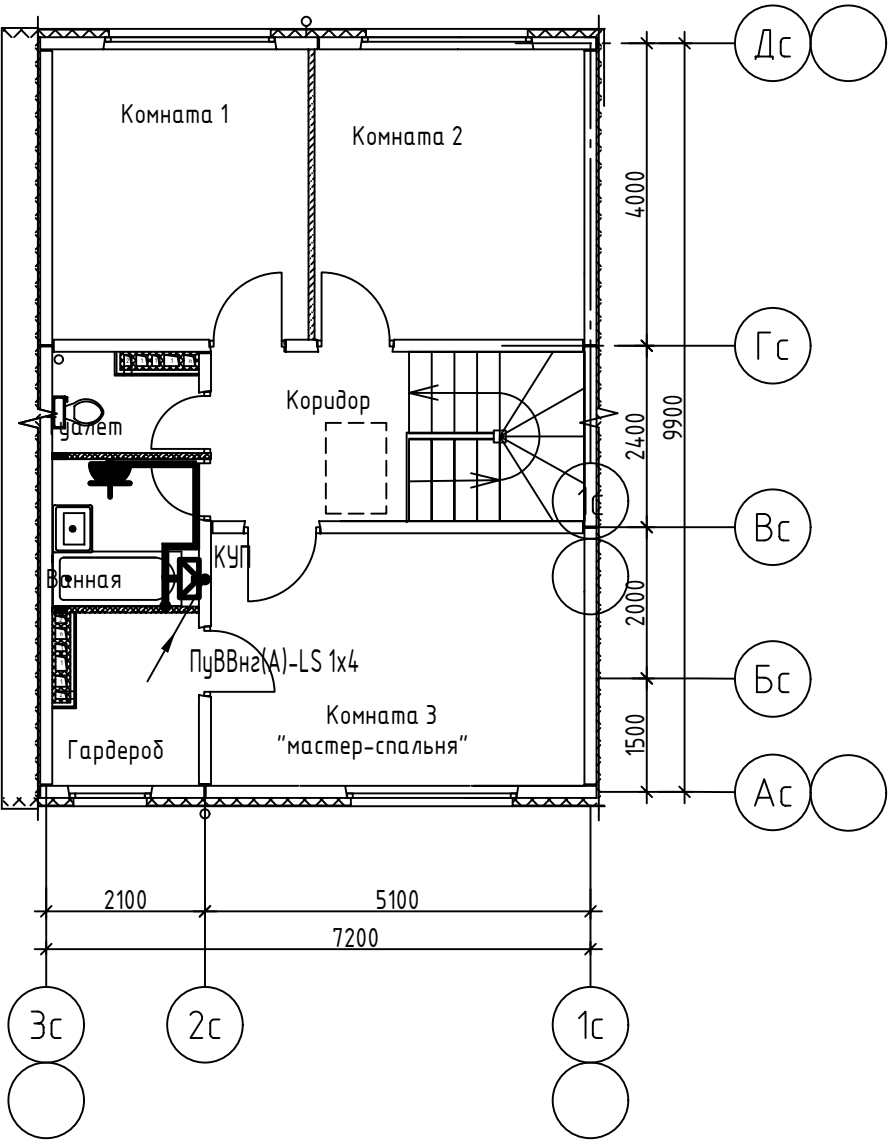 Дс
Комната 1
Комната 2
4000
Гс
Коридор
2400
9900
Туалет
Вс
КУП
Ванная
2000
ПуВВнг(А)-LS 1х4
Бс
Комната 3
"мастер-спальня"
Гардероб
1500
Ас
2100
5100
7200
3с
2с
1с